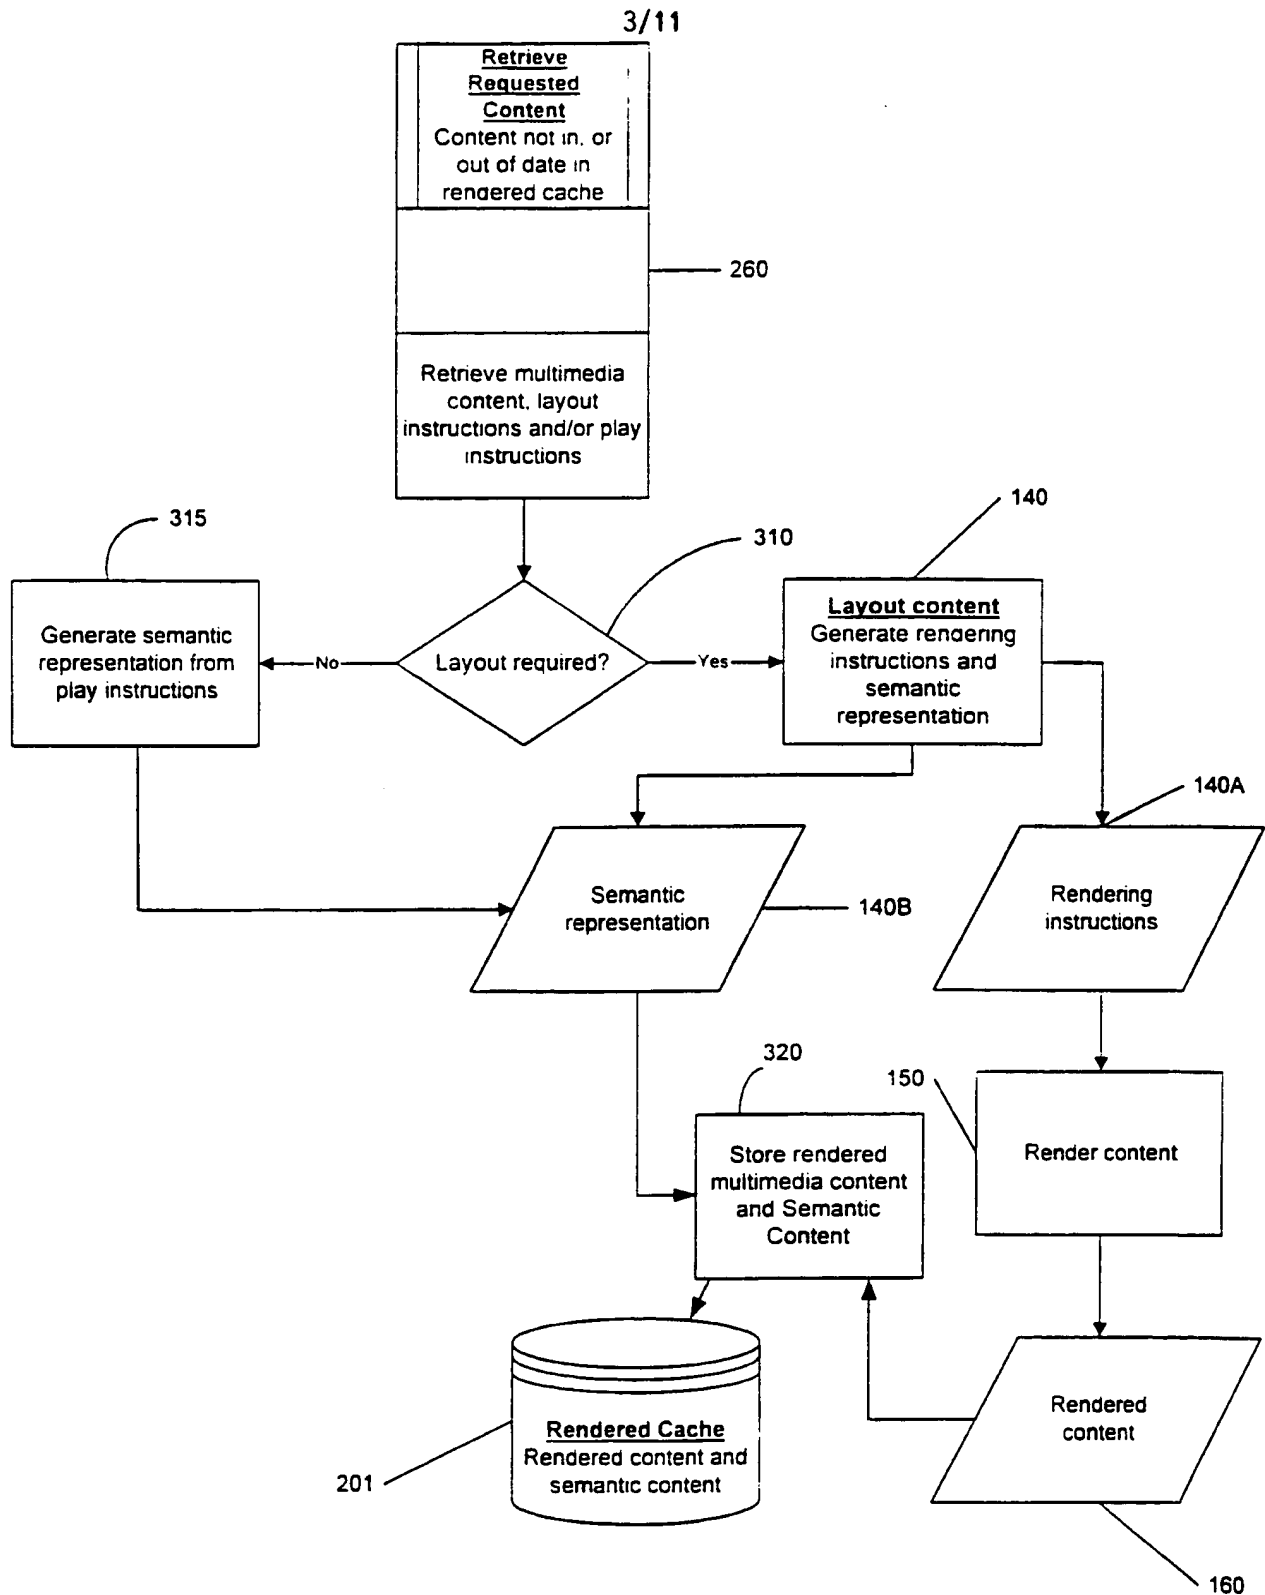 3/11
Retrieve
Requested
Content
Content not in, or
out of date in
rendered cache
260
Retrieve multimedia
content, layout
instructions and/or play
instructions
315
310
140
Generate semantic
representation from
play instructions
No
Layout required?
Yes
Layout content
Generate rendering
instructions and
semantic
representation
140A
Semantic
representation
140B
Rendering
instructions
320
150
Store rendered
multimedia content
and Semantic
Content
Render content
Rendered Cache
Rendered content and
semantic content
201
Rendered
content
160